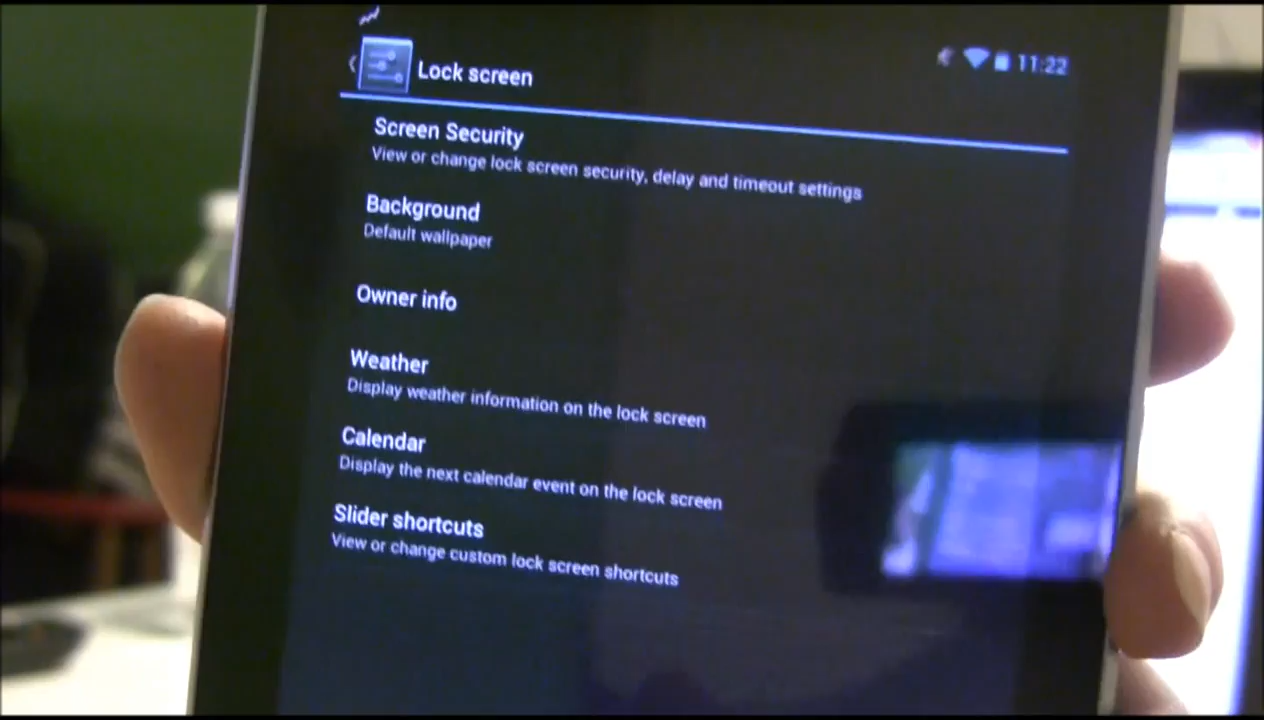 11:22
Lock screen
Screen Security
View or change lock screen security, delay and timeout settings
Background
Default wallpaper
Owner info
Weather
Display weather information on the lock screen
Calendar
Display the next calendar event on the lock screen
Slider shortcuts
View or change custom lock screen shortcuts